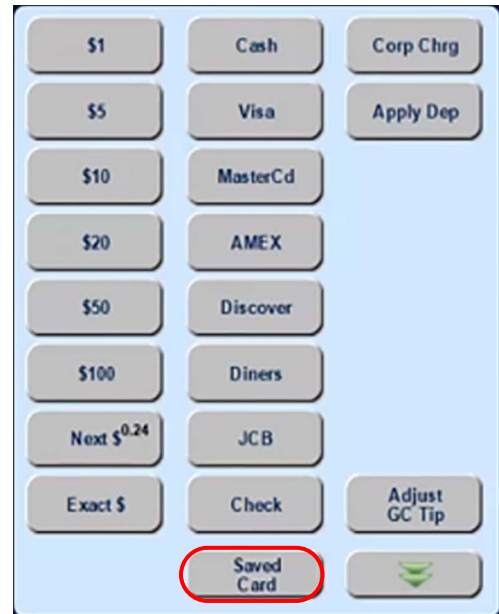 $1
Cash
Corp Chrg
$5
Visa
Apply Dep
$10
MasterCd
$20
AMEX
$50
Discover
$100
Diners
Next $0.24
JCB
Exact $
Check
Adjust
GC Tip
Saved
Card